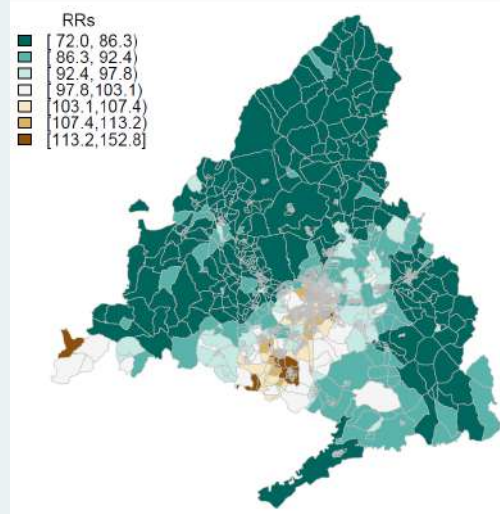 RRs
[ 72.0, 86.3)
[ 86.3, 92.4)
[ 92.4, 97.8)
[ 97.8,103.1)
[103.1,107.4)
[107.4,113.2)
[113.2,152.8]